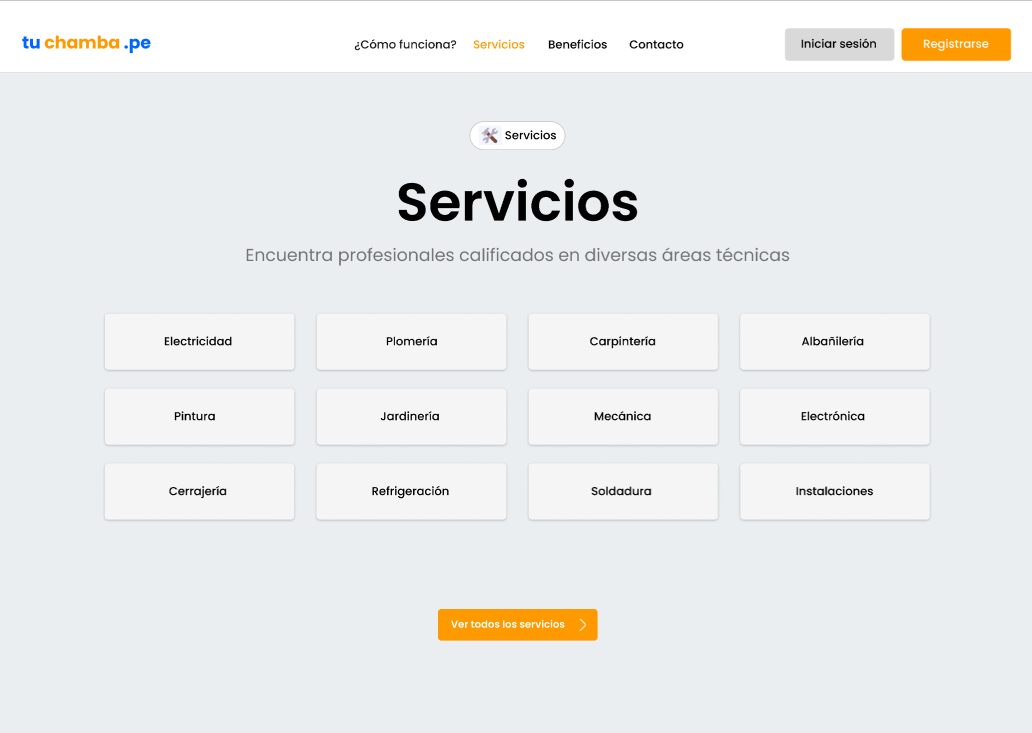 tu chamba .pe
¿Cómo funciona? Servicios Beneficios Contacto
Iniciar sesión Registrarse
Servicios
Servicios
Encuentra profesionales calificados en diversas áreas técnicas
Electricidad Plomería Carpintería Albañilería
Pintura Jardinería Mecánica Electrónica
Cerrajería Refrigeración Soldadura Instalaciones
Ver todos los servicios